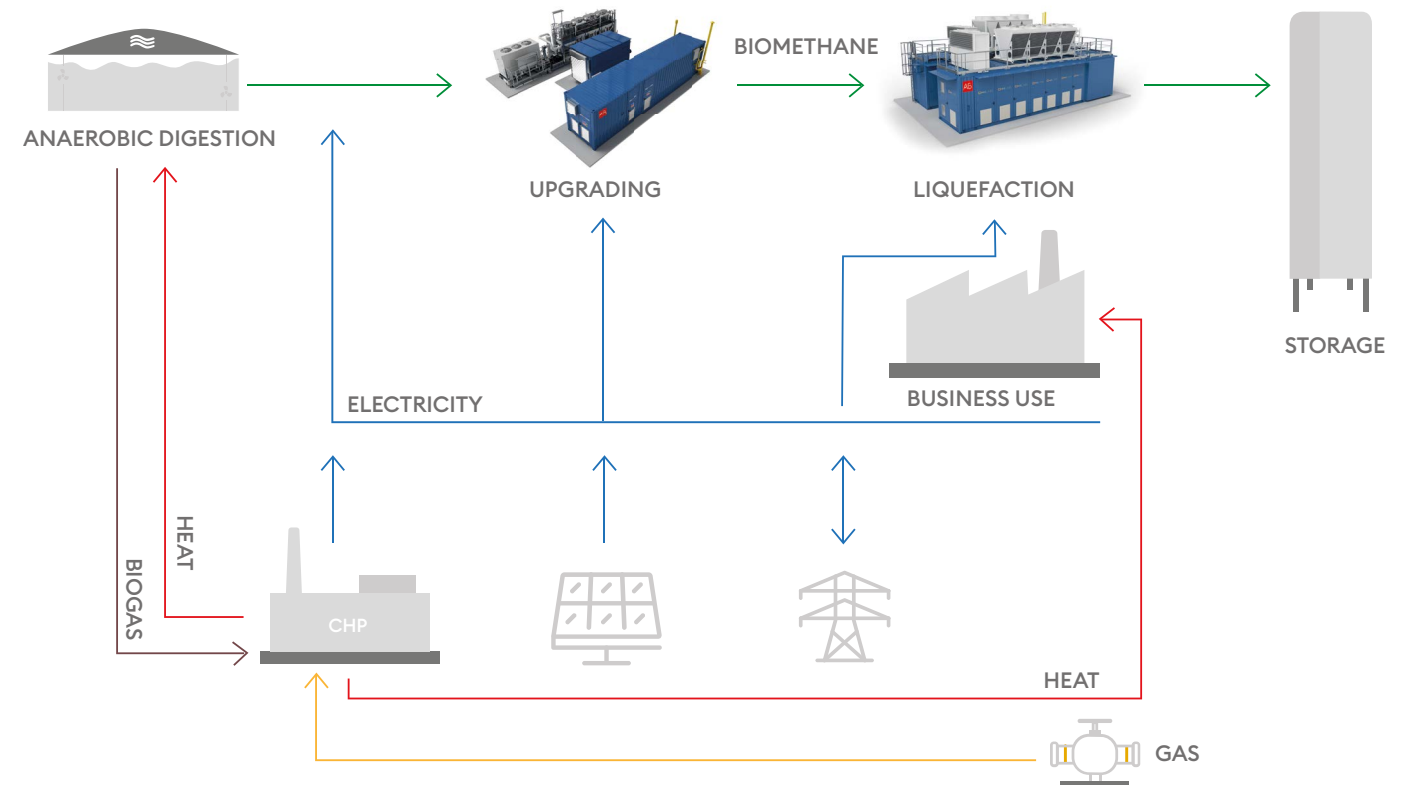 BIOMETHANE
ANAEROBIC DIGESTION
UPGRADING
LIQUEFACTION
STORAGE
ELECTRICITY
BUSINESS USE
HEAT
BIOGAS
CHP
HEAT
GAS